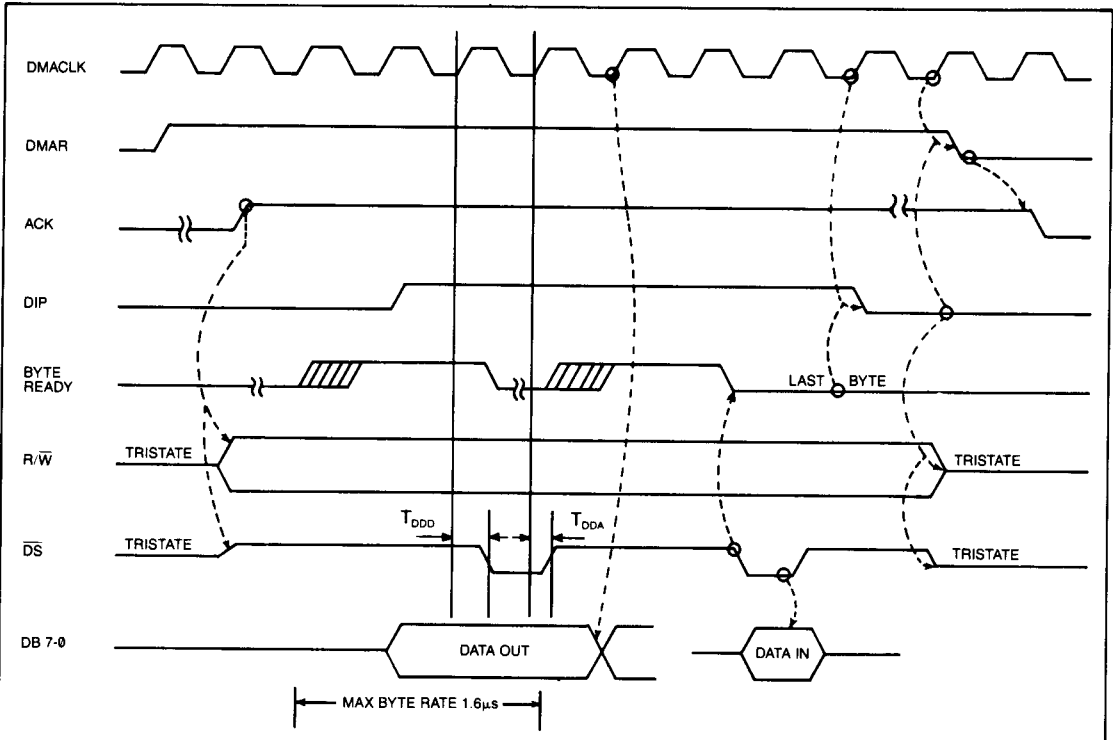 DMACLK
DMAR
ACK
DIP
BYTE
READY
LAST BYTE
R/W̅
TRISTATE
TRISTATE
T_DDD
T_DDA
D̅S̅
TRISTATE
TRISTATE
DB 7-0
DATA OUT
DATA IN
MAX BYTE RATE 1.6µs